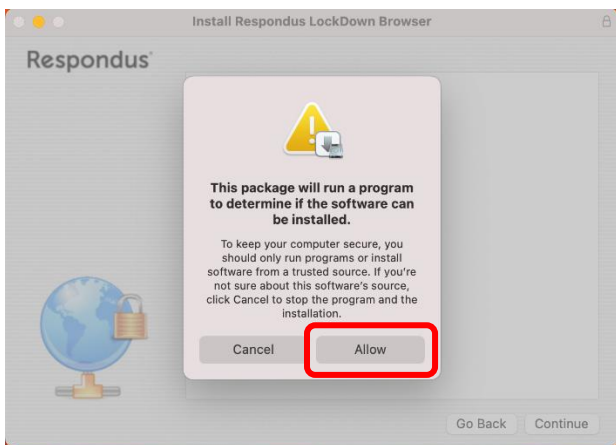 Install Respondus LockDown Browser
Respondus
This package will run a program
to determine if the software can
be installed.
To keep your computer secure, you
should only run programs or install
software from a trusted source. If you're
not sure about this software's source,
click Cancel to stop the program and the
installation.
Cancel Allow
Go Back Continue